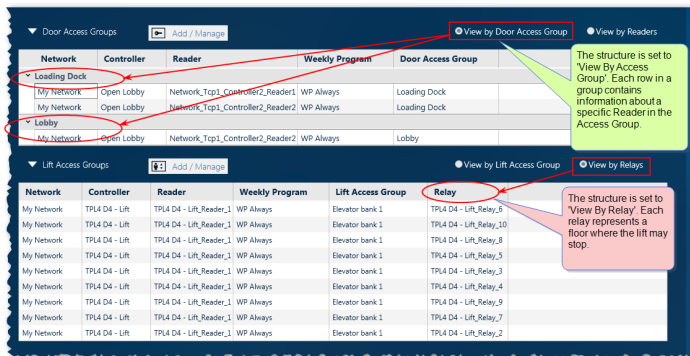 Door Access Groups Add / Manage View by Door Access Group View by Readers
Network Controller Reader Weekly Program Door Access Group
Loading Dock
My Network Open Lobby Network_Tcp1_Controller2_Reader1 WP Always Loading Dock
My Network Open Lobby Network_Tcp1_Controller2_Reader2 WP Always Loading Dock
Lobby
My Network Open Lobby Network_Tcp1_Controller2_Reader2 WP Always Lobby
The structure is set to
'View By Access
Group'. Each row in a
group contains
information about a
specific Reader in the
Access Group.
Lift Access Groups Add / Manage View by Lift Access Group View by Relays
Network Controller Reader Weekly Program Lift Access Group Relay
My Network TPL4 D4 - Lift TPL4 D4 - Lift_Reader_1 WP Always Elevator bank 1 TPL4 D4 - Lift_Relay_6
My Network TPL4 D4 - Lift TPL4 D4 - Lift_Reader_1 WP Always Elevator bank 1 TPL4 D4 - Lift_Relay_10
My Network TPL4 D4 - Lift TPL4 D4 - Lift_Reader_1 WP Always Elevator bank 1 TPL4 D4 - Lift_Relay_8
My Network TPL4 D4 - Lift TPL4 D4 - Lift_Reader_1 WP Always Elevator bank 1 TPL4 D4 - Lift_Relay_5
My Network TPL4 D4 - Lift TPL4 D4 - Lift_Reader_1 WP Always Elevator bank 1 TPL4 D4 - Lift_Relay_3
My Network TPL4 D4 - Lift TPL4 D4 - Lift_Reader_1 WP Always Elevator bank 1 TPL4 D4 - Lift_Relay_4
My Network TPL4 D4 - Lift TPL4 D4 - Lift_Reader_1 WP Always Elevator bank 1 TPL4 D4 - Lift_Relay_9
My Network TPL4 D4 - Lift TPL4 D4 - Lift_Reader_1 WP Always Elevator bank 1 TPL4 D4 - Lift_Relay_7
My Network TPL4 D4 - Lift TPL4 D4 - Lift_Reader_1 WP Always Elevator bank 1 TPL4 D4 - Lift_Relay_2
The structure is set to
'View By Relay'. Each
relay represents a
floor where the lift may
stop.